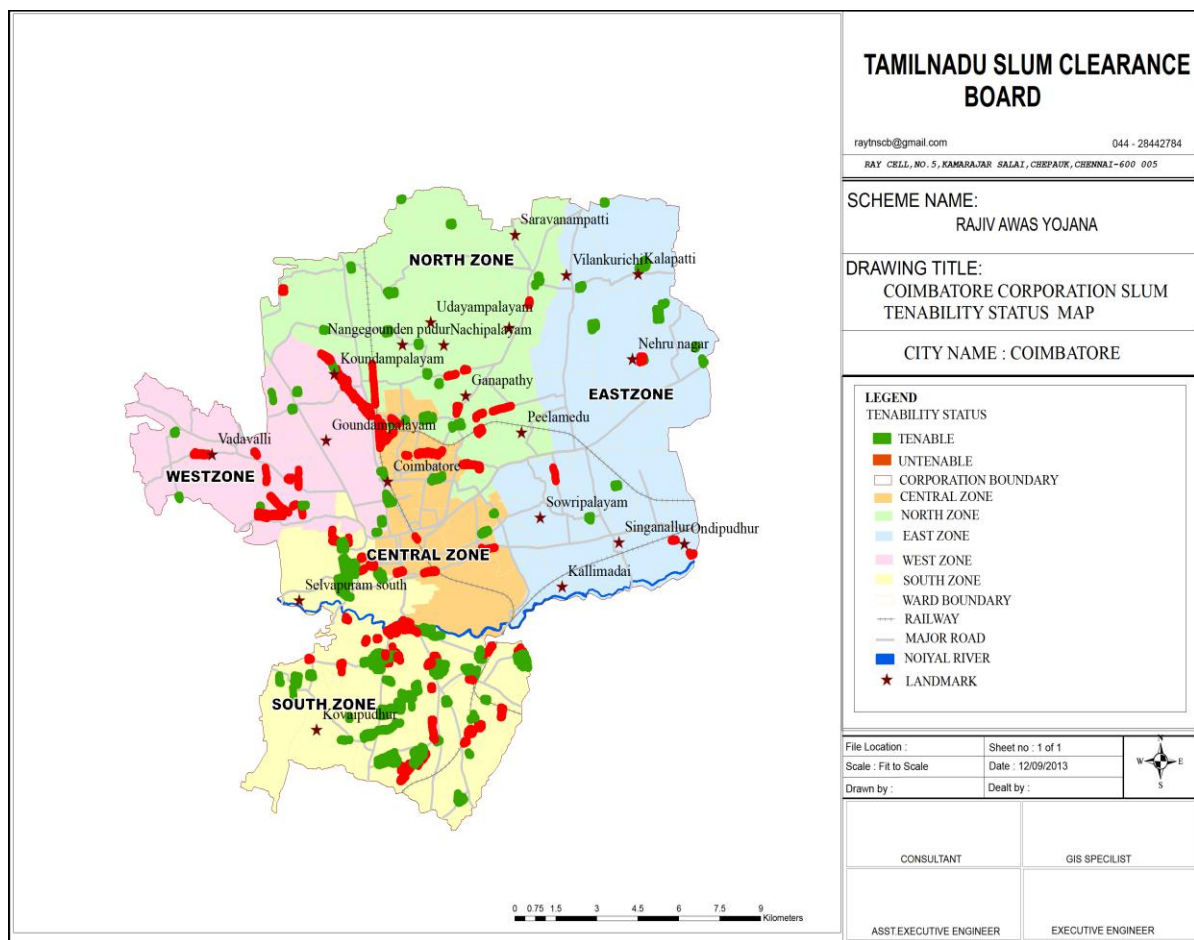 TAMILNADU SLUM CLEARANCE
BOARD
raytnscb@gmail.com 044 - 28442784
RAY CELL,NO.5,KAMARAJAR SALAI,CHEPAUK,CHENNAI-600 005
SCHEME NAME:
RAJIV AWAS YOJANA
DRAWING TITLE:
COIMBATORE CORPORATION SLUM
TENABILITY STATUS MAP
CITY NAME : COIMBATORE
LEGEND
TENABILITY STATUS
TENABLE
UNTENABLE
CORPORATION BOUNDARY
CENTRAL ZONE
NORTH ZONE
EAST ZONE
WEST ZONE
SOUTH ZONE
WARD BOUNDARY
RAILWAY
MAJOR ROAD
NOIYAL RIVER
LANDMARK
File Location : Sheet no : 1 of 1
Scale : Fit to Scale Date : 12/09/2013
Drawn by : Dealt by :
N
W E
S
CONSULTANT GIS SPECILIST
ASST.EXECUTIVE ENGINEER EXECUTIVE ENGINEER
Saravanampatti
NORTH ZONE
Vilankurichi Kalapatti
Udayampalayam
Nangegounden pudur Nachipalayam
Koundampalayam
Nehru nagar
Ganapathy
EASTZONE
Goundampalayam
Peelamedu
Vadavalli
WESTZONE
Coimbatore
Sowripalayam
Singanallur Ondipudhur
CENTRAL ZONE
Selvapuram south
Kallimadai
SOUTH ZONE
Kovaipudhur
0 0.75 1.5 3 4.5 6 7.5 9
Kilometers